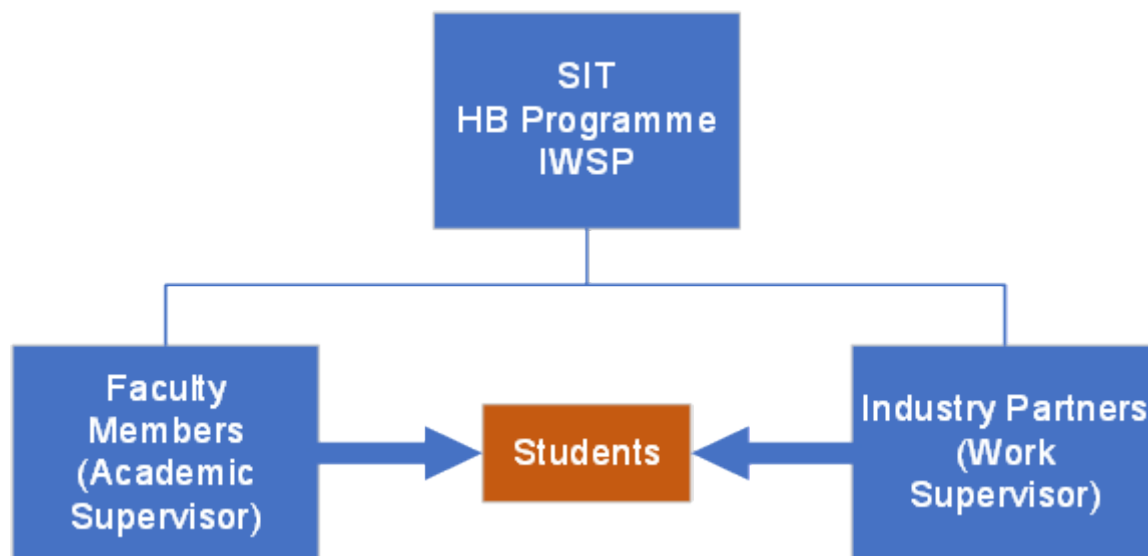 SIT
HB Programme
IWSP
Faculty
Members
(Academic
Supervisor)
Students
Industry Partners
(Work
Supervisor)